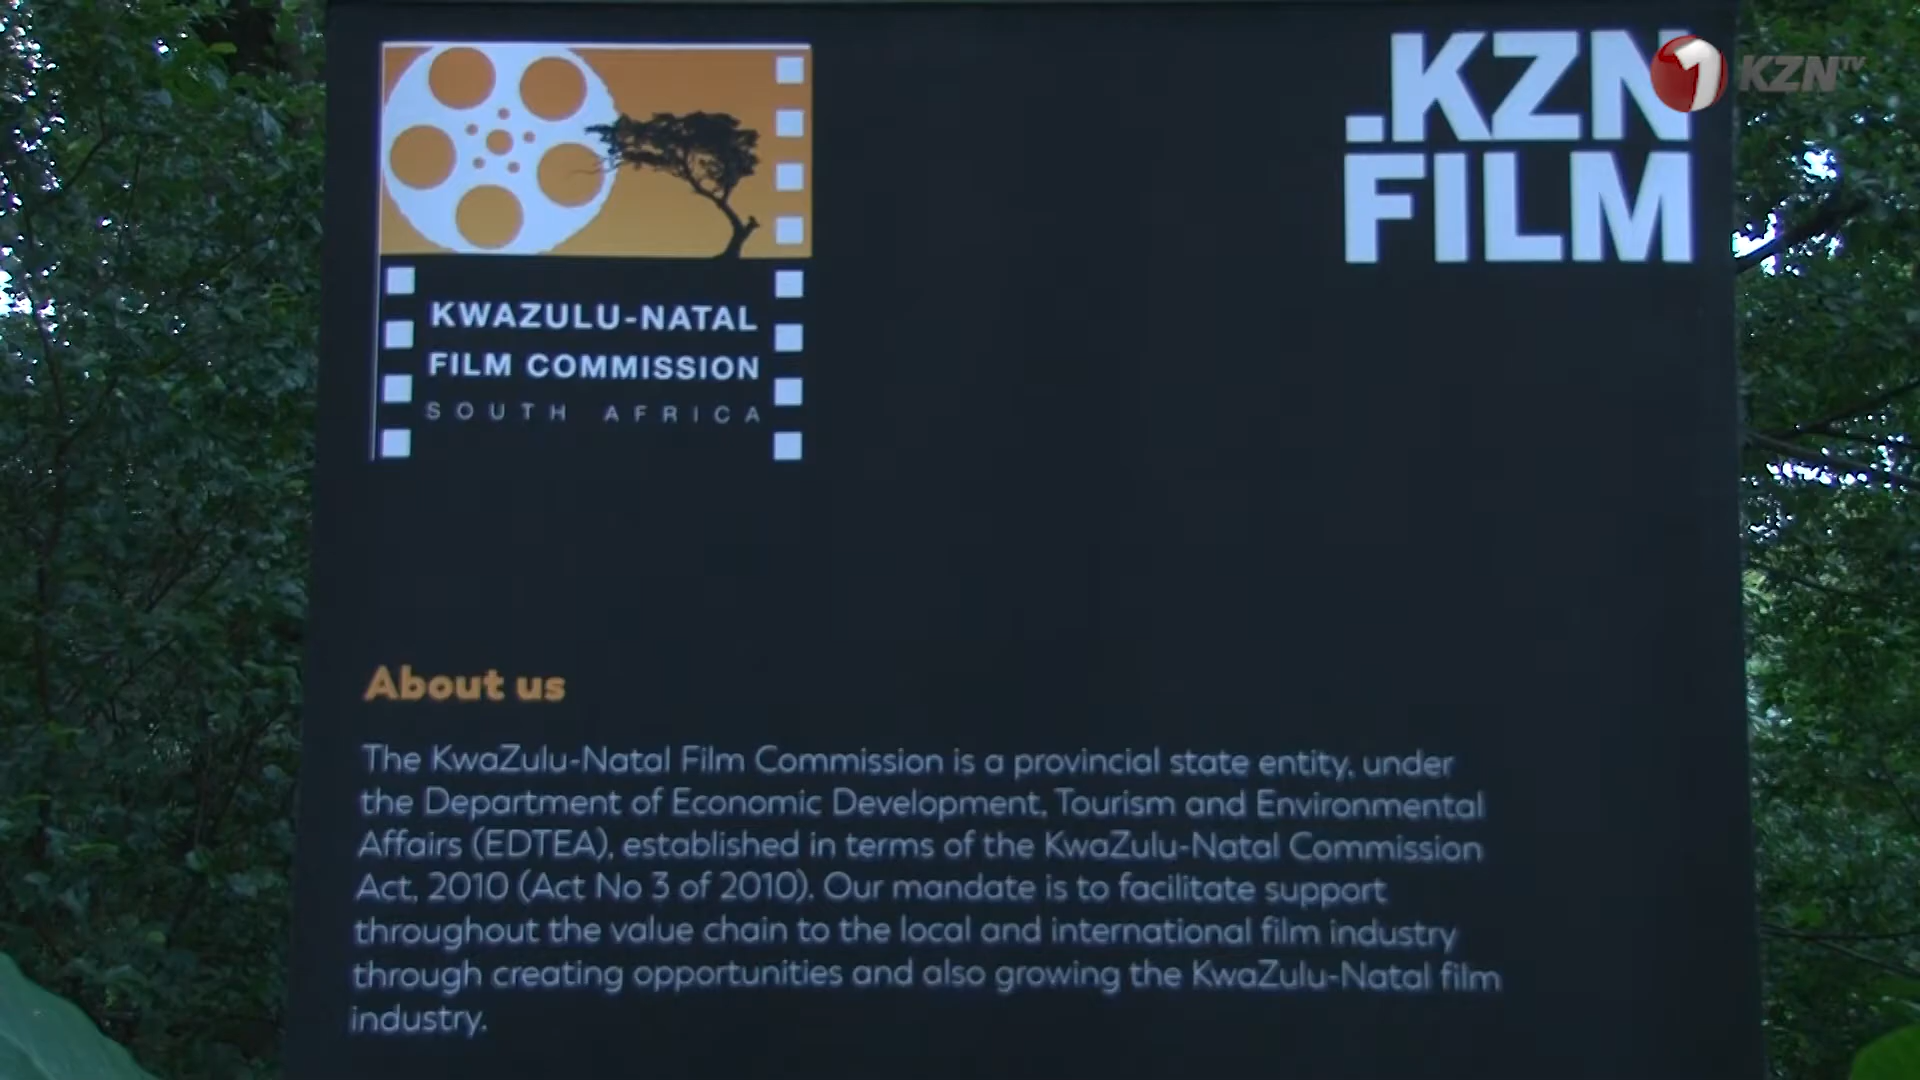 .KZN
FILM
1 KZN TV
KWAZULU-NATAL
FILM COMMISSION
SOUTH AFRICA
About us
The KwaZulu-Natal Film Commission is a provincial state entity, under
the Department of Economic Development, Tourism and Environmental
Affairs (EDTEA), established in terms of the KwaZulu-Natal Commission
Act, 2010 (Act No 3 of 2010). Our mandate is to facilitate support
throughout the value chain to the local and international film industry
through creating opportunities and also growing the KwaZulu-Natal film
industry.